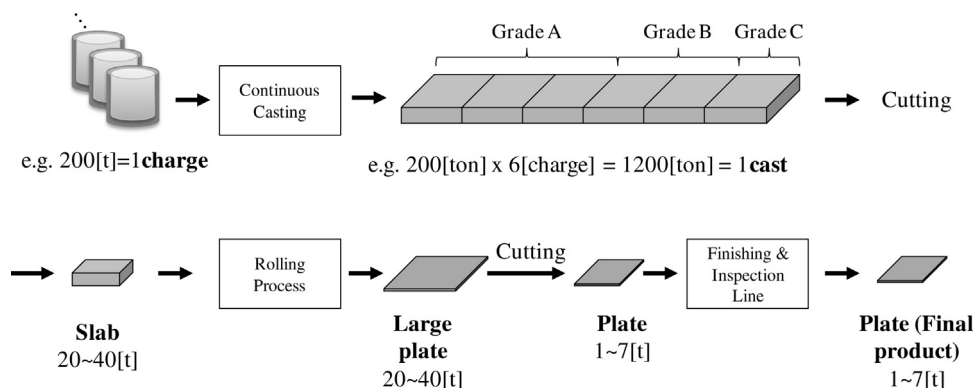 Grade A
Grade B
Grade C
Continuous
Casting
Cutting
e.g. 200[t]=1charge
e.g. 200[ton] x 6[charge] = 1200[ton] = 1cast
Rolling
Process
Cutting
Finishing &
Inspection
Line
Slab
20~40[t]
Large
plate
20~40[t]
Plate
1~7[t]
Plate (Final
product)
1~7[t]